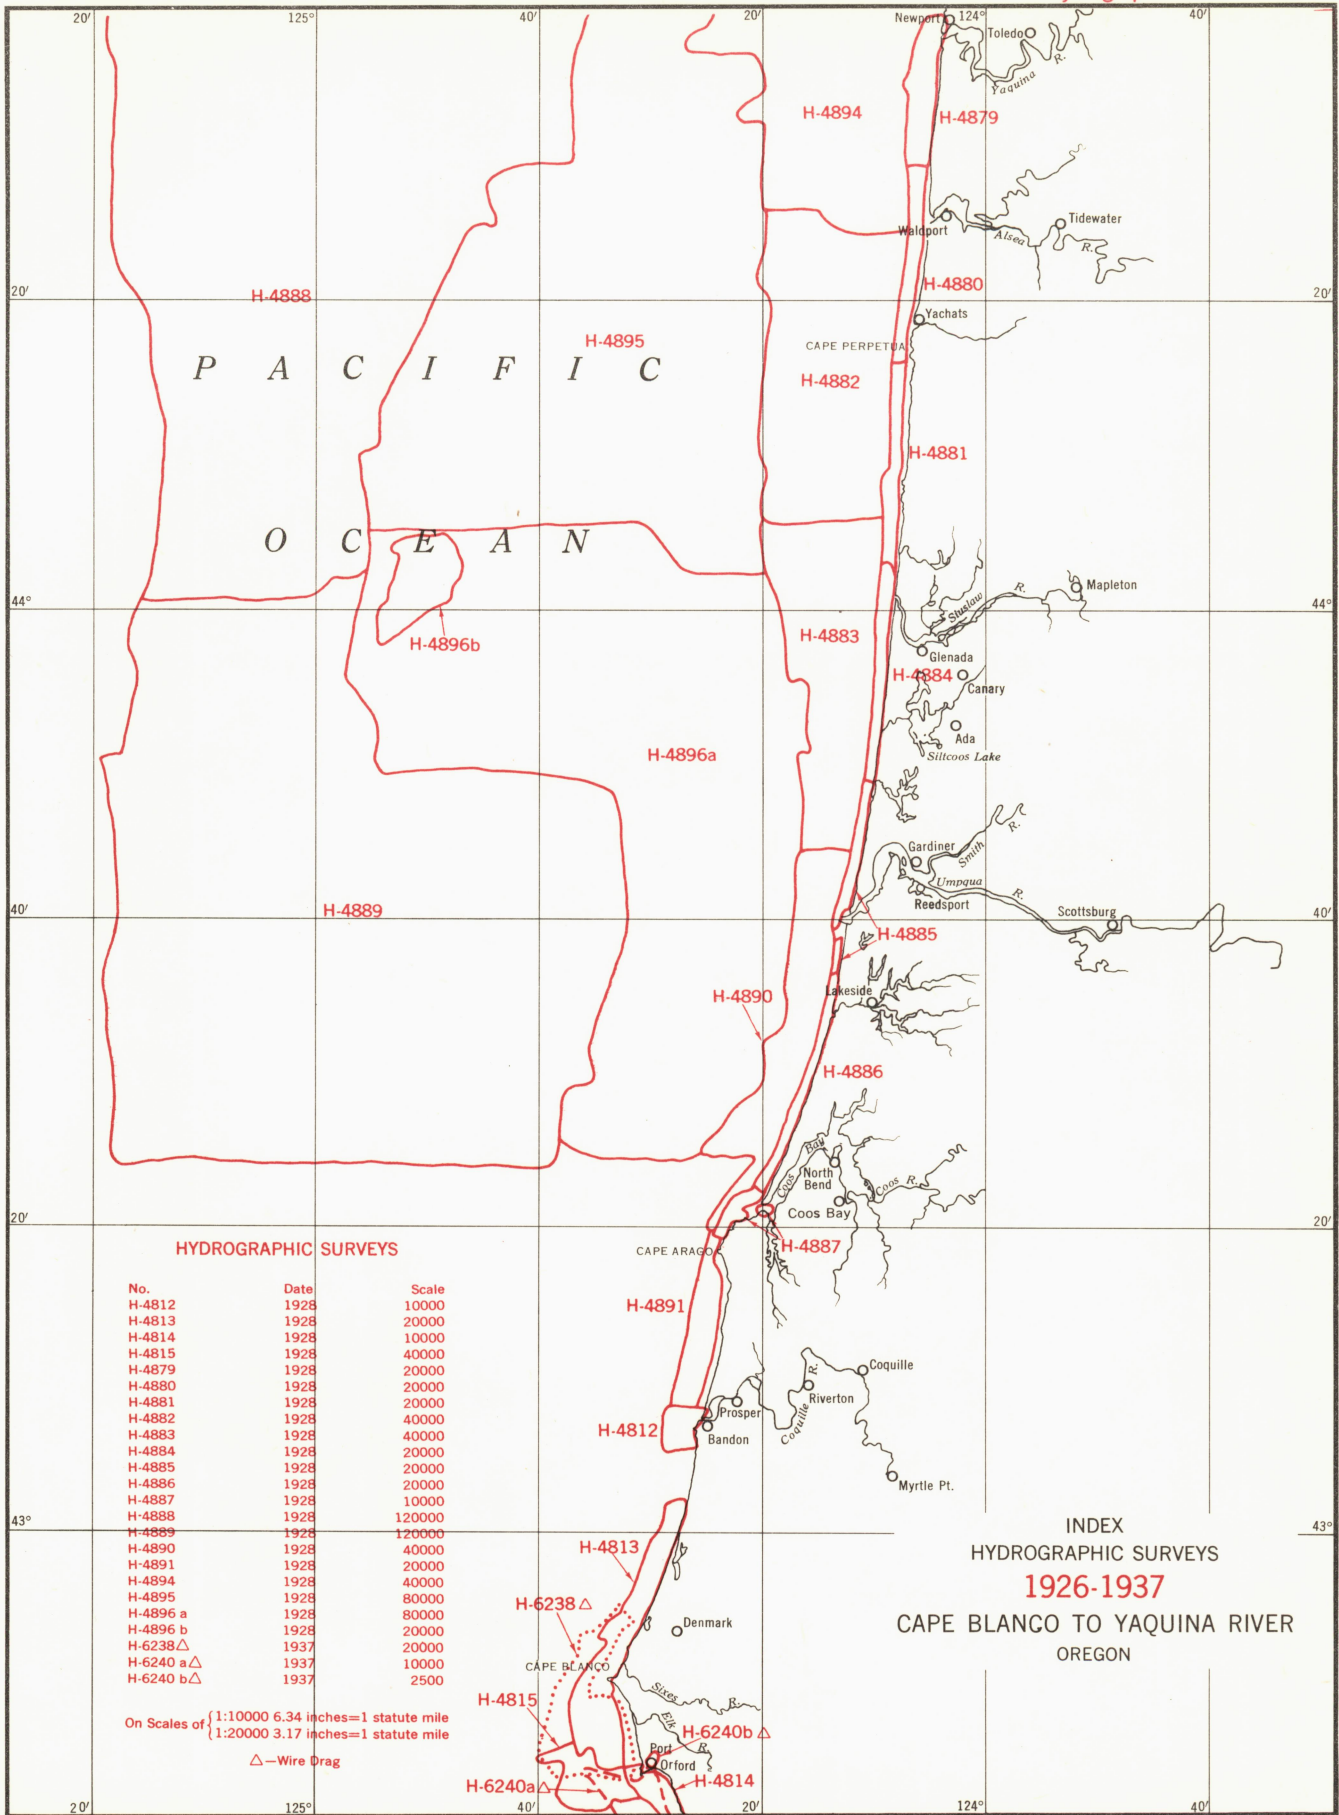 20′ 125° 40′ 20′ 124° 40′
Newport
Toledo
Yaquina R.
H-4894
H-4879
Waldport
Alsea R.
Tidewater
20′ 20′
H-4888
H-4880
Yachats
H-4895
CAPE PERPETUA
PACIFIC
H-4882
H-4881
OCEAN
Mapleton
44° 44°
Siuslaw R.
H-4883
H-4896b
Glenada
H-4884
Canary
Ada
H-4896a
Siltcoos Lake
Gardiner
Smith R.
Umpqua R.
Reedsport
H-4889
Scottsburg
40′ 40′
H-4885
H-4890
Lakeside
H-4886
Coos Bay
North
Bend
Coos R.
Coos Bay
20′ 20′
H-4887
CAPE ARAGO
H-4891
Coquille
Riverton
Coquille R.
Prosper
H-4812
Bandon
Myrtle Pt.
43° 43°
H-4813
H-6238△
Denmark
CAPE BLANCO
Sixes R.
H-4815
Elk R.
H-6240b△
Port
Orford
H-6240a△
H-4814
HYDROGRAPHIC SURVEYS
No. Date Scale
H-4812 1928 10000
H-4813 1928 20000
H-4814 1928 10000
H-4815 1928 40000
H-4879 1928 20000
H-4880 1928 20000
H-4881 1928 20000
H-4882 1928 40000
H-4883 1928 40000
H-4884 1928 20000
H-4885 1928 20000
H-4886 1928 20000
H-4887 1928 10000
H-4888 1928 120000
H-4889 1928 120000
H-4890 1928 40000
H-4891 1928 20000
H-4894 1928 40000
H-4895 1928 80000
H-4896 a 1928 80000
H-4896 b 1928 20000
H-6238△ 1937 20000
H-6240 a△ 1937 10000
H-6240 b△ 1937 2500
On Scales of { 1:10000 6.34 inches=1 statute mile
1:20000 3.17 inches=1 statute mile
△—Wire Drag
INDEX
HYDROGRAPHIC SURVEYS
1926-1937
CAPE BLANCO TO YAQUINA RIVER
OREGON
20′ 125° 40′ 20′ 124° 40′